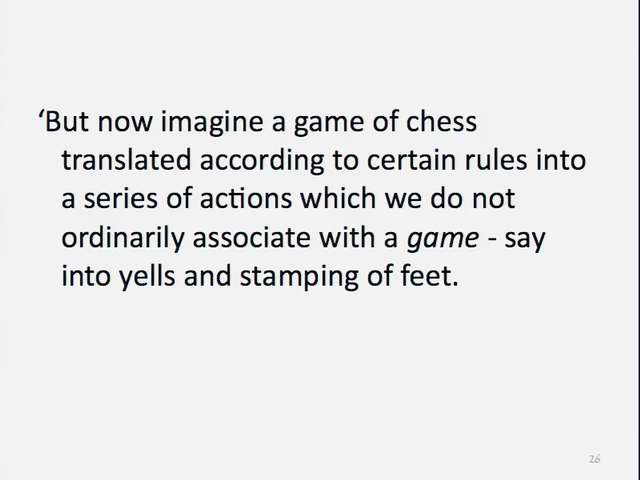 ‘But now imagine a game of chess
translated according to certain rules into
a series of actions which we do not
ordinarily associate with a game - say
into yells and stamping of feet.
26